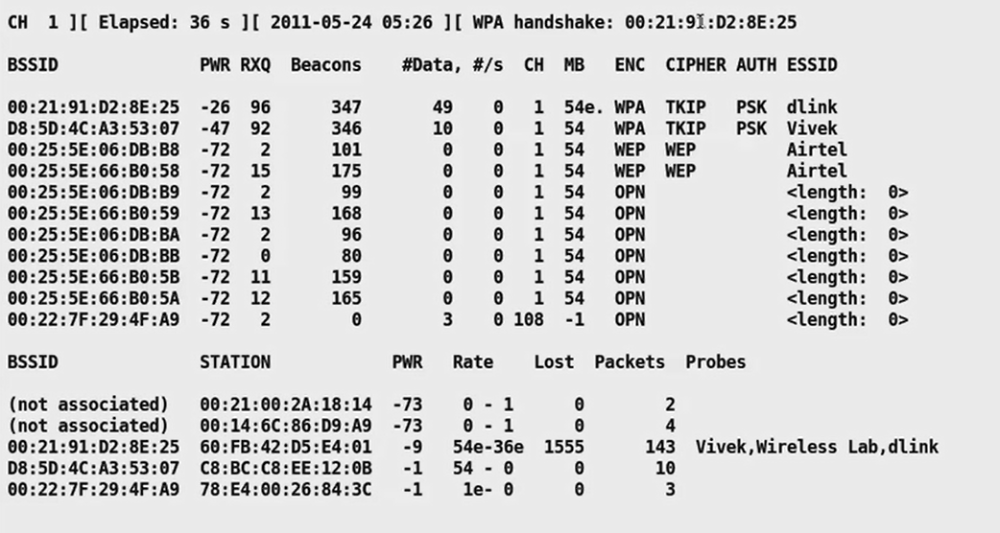 CH 1 ][ Elapsed: 36 s ][ 2011-05-24 05:26 ][ WPA handshake: 00:21:91:D2:8E:25
BSSID PWR RXQ Beacons #Data, #/s CH MB ENC CIPHER AUTH ESSID
00:21:91:D2:8E:25 -26 96 347 49 0 1 54e. WPA TKIP PSK dlink
D8:5D:4C:A3:53:07 -47 92 346 10 0 1 54 WPA TKIP PSK Vivek
00:25:5E:06:DB:B8 -72 2 101 0 0 1 54 WEP WEP Airtel
00:25:5E:66:B0:58 -72 15 175 0 0 1 54 WEP WEP Airtel
00:25:5E:06:DB:B9 -72 2 99 0 0 1 54 OPN <length: 0>
00:25:5E:66:B0:59 -72 13 168 0 0 1 54 OPN <length: 0>
00:25:5E:06:DB:BA -72 2 96 0 0 1 54 OPN <length: 0>
00:25:5E:06:DB:BB -72 0 80 0 0 1 54 OPN <length: 0>
00:25:5E:66:B0:5B -72 11 159 0 0 1 54 OPN <length: 0>
00:25:5E:66:B0:5A -72 12 165 0 0 1 54 OPN <length: 0>
00:22:7F:29:4F:A9 -72 2 0 3 0 108 -1 OPN <length: 0>
BSSID STATION PWR Rate Lost Packets Probes
(not associated) 00:21:00:2A:18:14 -73 0 - 1 0 2
(not associated) 00:14:6C:86:D9:A9 -73 0 - 1 0 4
00:21:91:D2:8E:25 60:FB:42:D5:E4:01 -9 54e-36e 1555 143 Vivek,Wireless Lab,dlink
D8:5D:4C:A3:53:07 C8:BC:C8:EE:12:0B -1 54 - 0 0 10
00:22:7F:29:4F:A9 78:E4:00:26:84:3C -1 1e- 0 0 3